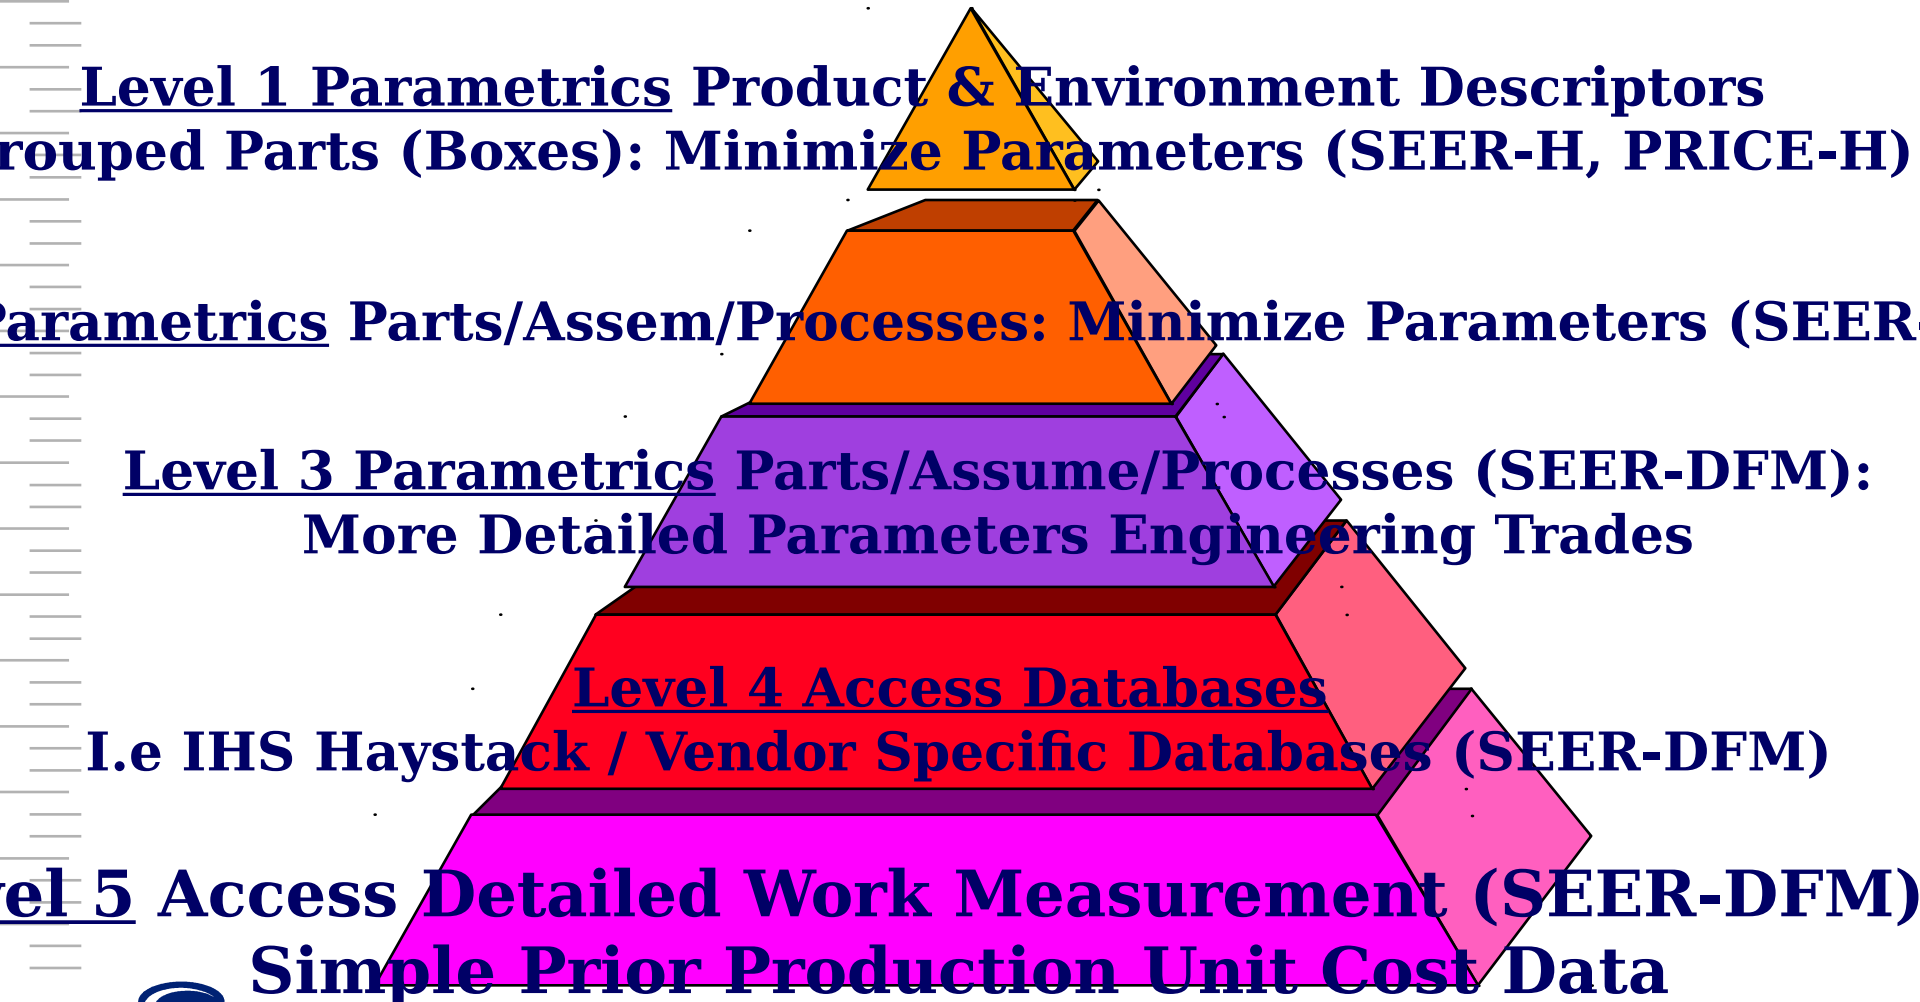 Level 1 Parametrics Product & Environment Descriptors
rouped Parts (Boxes): Minimize Parameters (SEER-H, PRICE-H)
Parametrics Parts/Assem/Processes: Minimize Parameters (SEER-
Level 3 Parametrics Parts/Assume/Processes (SEER-DFM):
More Detailed Parameters Engineering Trades
Level 4 Access Databases
I.e IHS Haystack / Vendor Specific Databases (SEER-DFM)
vel 5 Access Detailed Work Measurement (SEER-DFM)
Simple Prior Production Unit Cost Data